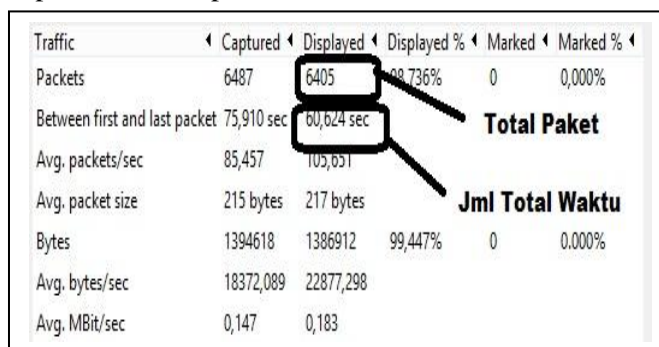 Traffic Captured Displayed Displayed % Marked Marked %
Packets 6487 6405 98,736% 0 0,000%
Between first and last packet 75,910 sec 60,624 sec
Total Paket
Avg. packets/sec 85,457 105,651
Avg. packet size 215 bytes 217 bytes
Jml Total Waktu
Bytes 1394618 1386912 99,447% 0 0.000%
Avg. bytes/sec 18372,089 22877,298
Avg. MBit/sec 0,147 0,183